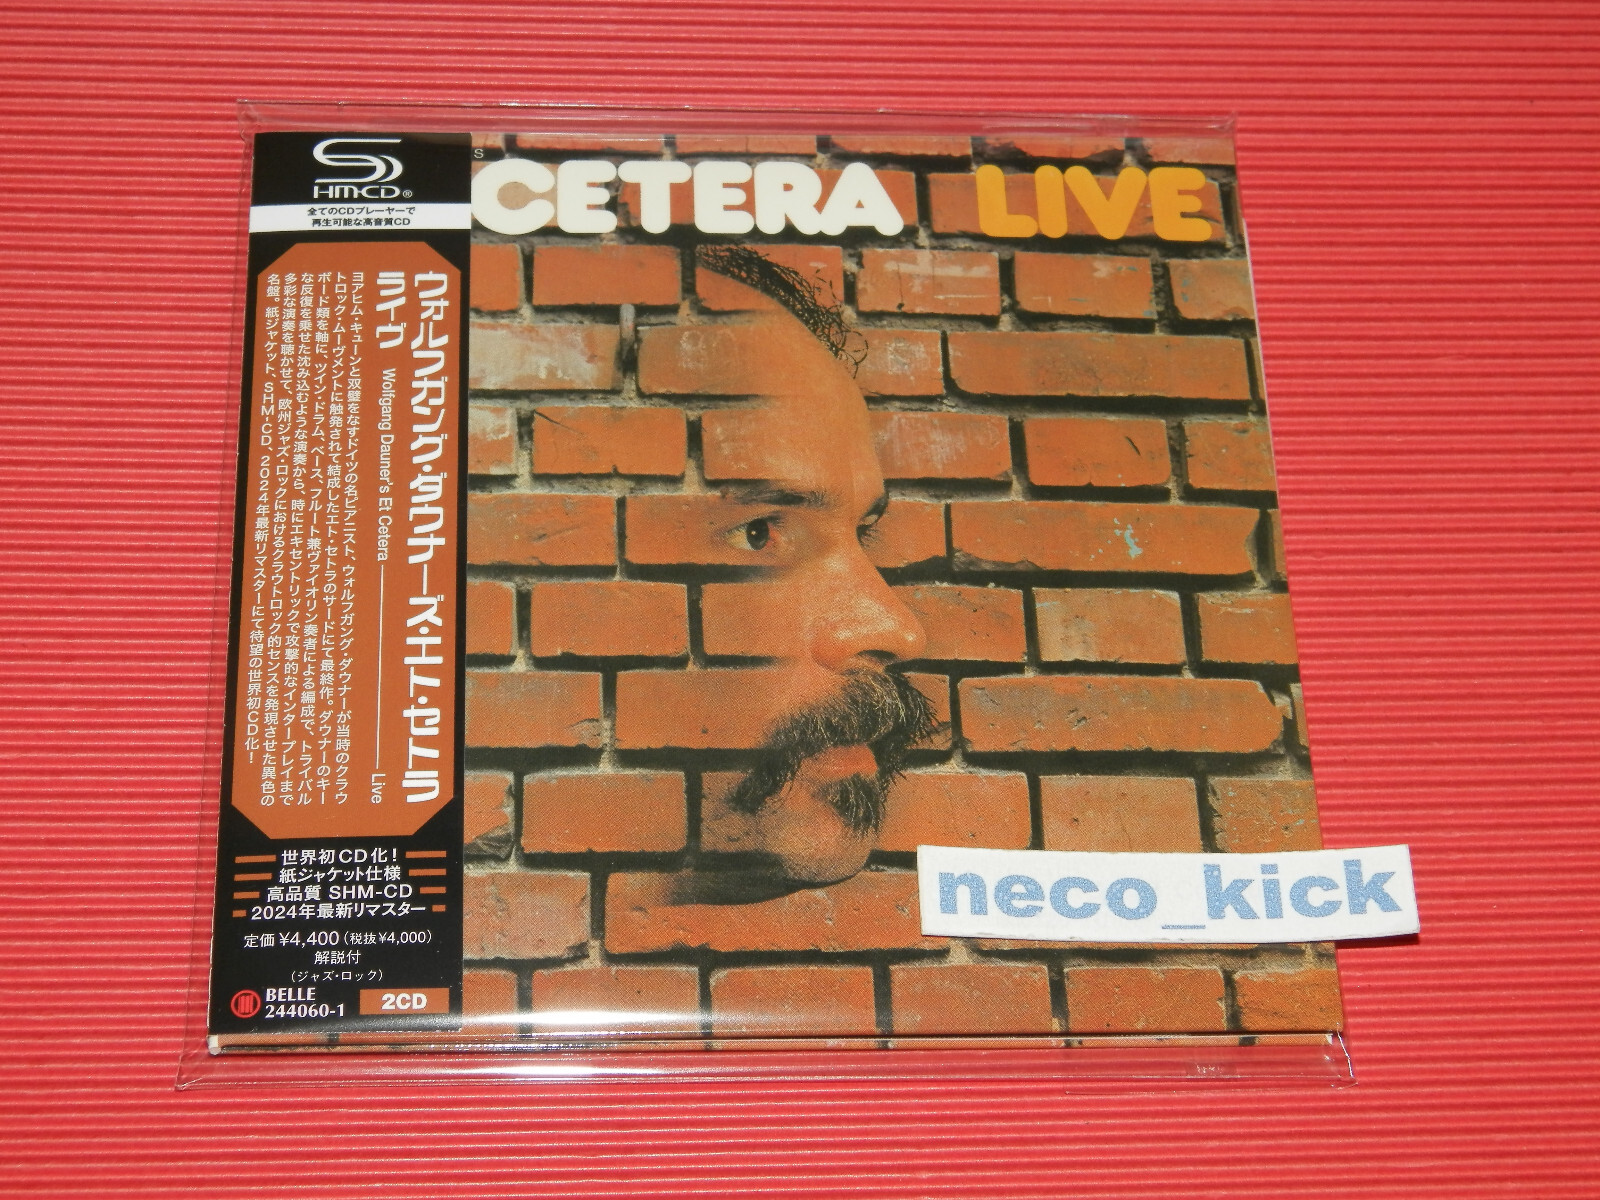 HM-CD®
全てのCDプレーヤーで
再生可能な高音質CD
S
CETERA LIVE
ウォルフガング・ダウナーズ・エト・セトラ
ライヴ Wolfgang Dauner's Et Cetera Live
ヨアヒム・キューンと双璧をなすドイツの名ピアニスト、ウォルフガング・ダウナーが当時のクラウ
トロック・ムーヴメントに触発されて結成したエト・セトラのサードにて最終作。ダウナーのキー
ボード類を軸に、ツイン・ドラム、ベース、フルート兼ヴァイオリン奏者による編成で、トライバル
な反復を乗せた沈み込むような演奏から、時にエキセントリックで攻撃的なインタープレイまで
多彩な演奏を聴かせて、欧州ジャズ・ロックにおけるクラウトロック的センスを発現させた異色の
名盤。紙ジャケット、SHM-CD、2024年最新リマスターにて待望の世界初CD化！
世界初CD化！
紙ジャケット仕様
高品質 SHM-CD
2024年最新リマスター
定価 ¥4,400 (税抜¥4,000)
解説付
(ジャズ・ロック)
BELLE
244060-1
2CD
neco_kick